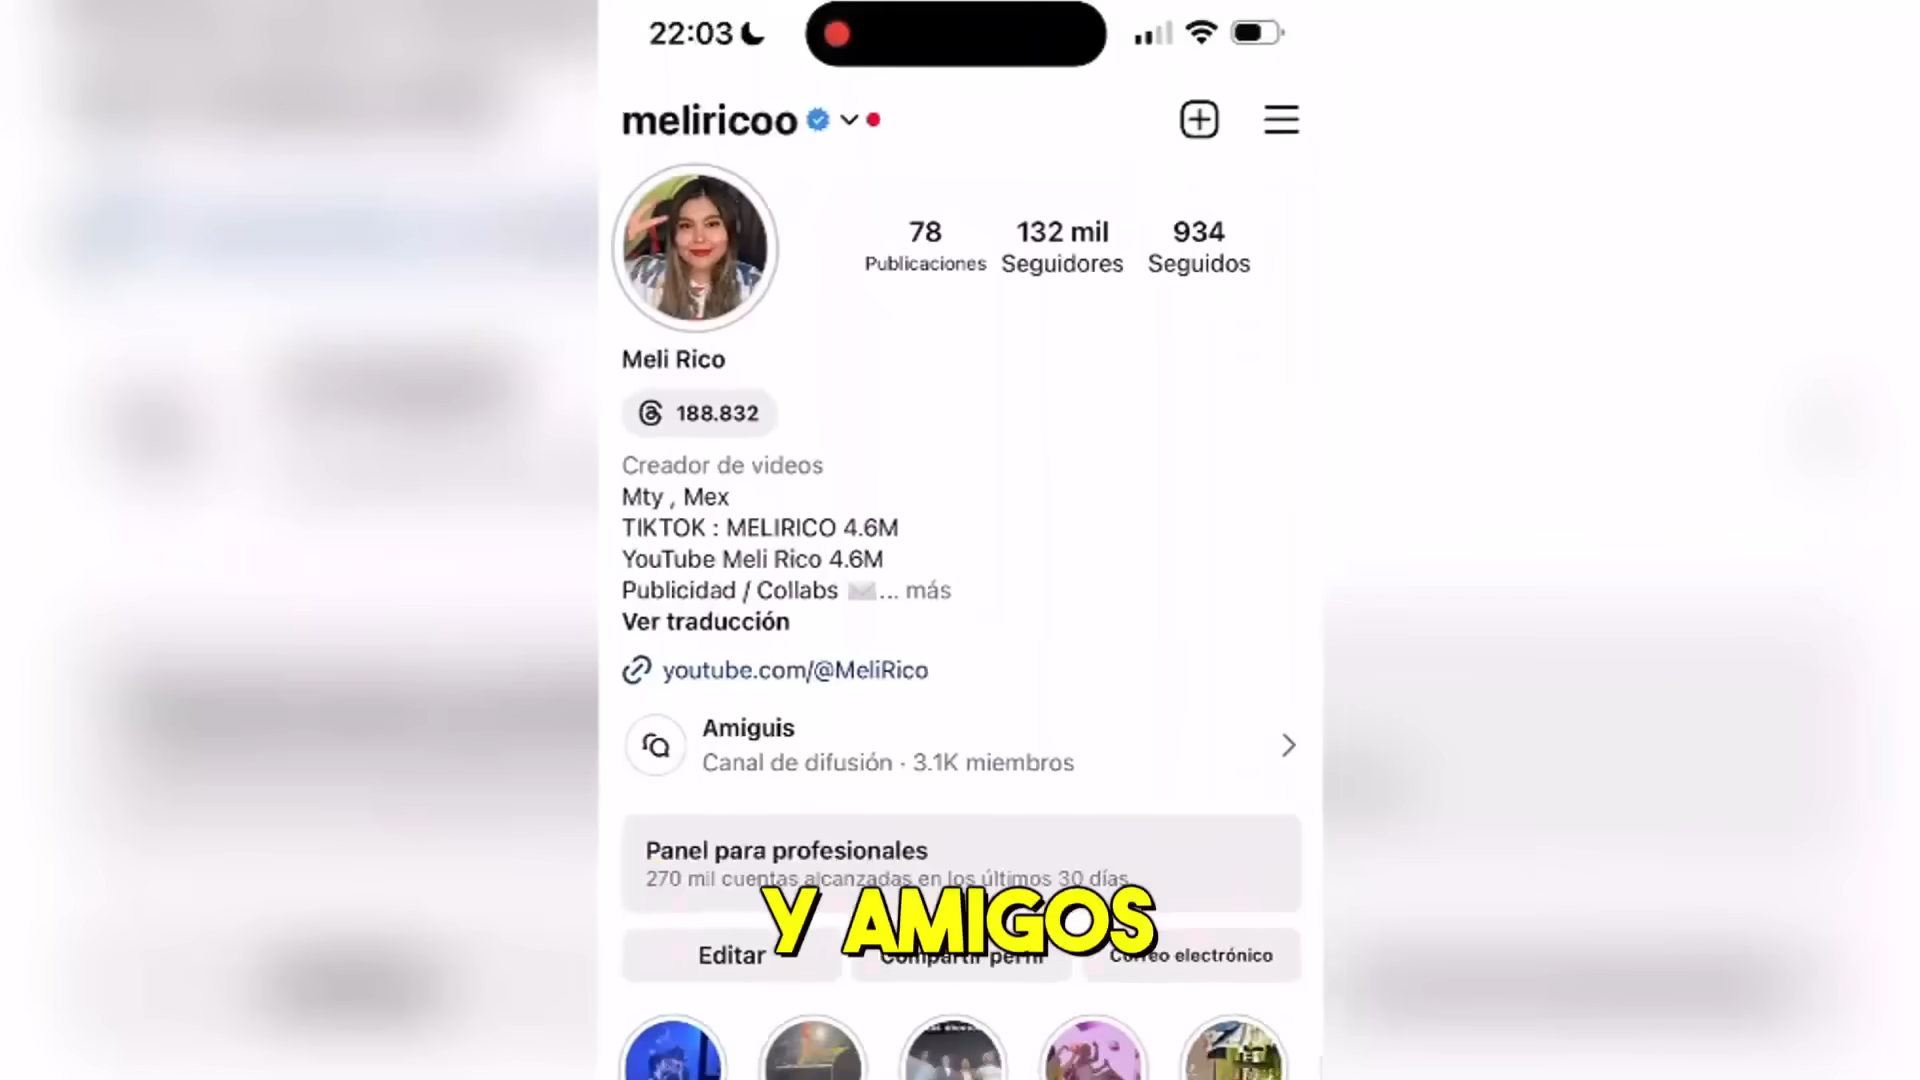 22:03
meliricoo
78
132 mil
934
Publicaciones
Seguidores
Seguidos
Meli Rico
188.832
Creador de videos
Mty , Mex
TIKTOK : MELIRICO 4.6M
YouTube Meli Rico 4.6M
Publicidad / Collabs ✉️... más
Ver traducción
youtube.com/@MeliRico
Amiguis
Canal de difusión · 3.1K miembros
Panel para profesionales
270 mil cuentas alcanzadas en los últimos 30 días.
Y AMIGOS
Editar
Compartir perfil
Correo electrónico